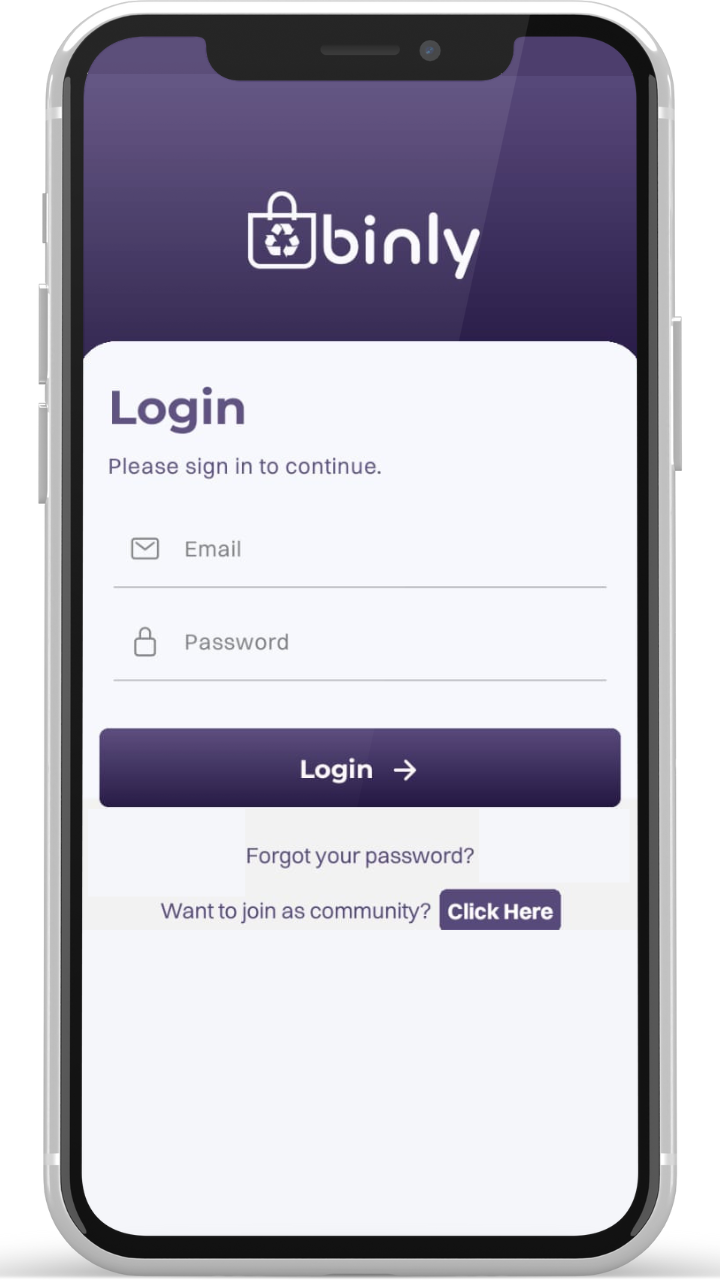 binly
Login
Please sign in to continue.
Email
Password
Login
Forgot your password?
Want to join as community? Click Here